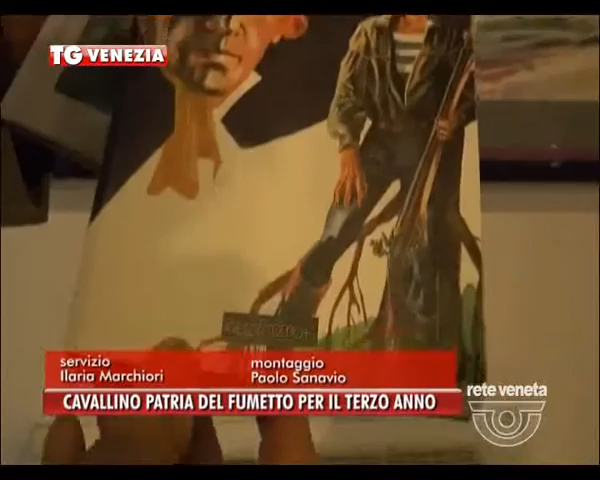 TG VENEZIA
servizio
Ilaria Marchiori
montaggio
Paolo Sanavio
CAVALLINO PATRIA DEL FUMETTO PER IL TERZO ANNO
rete veneta